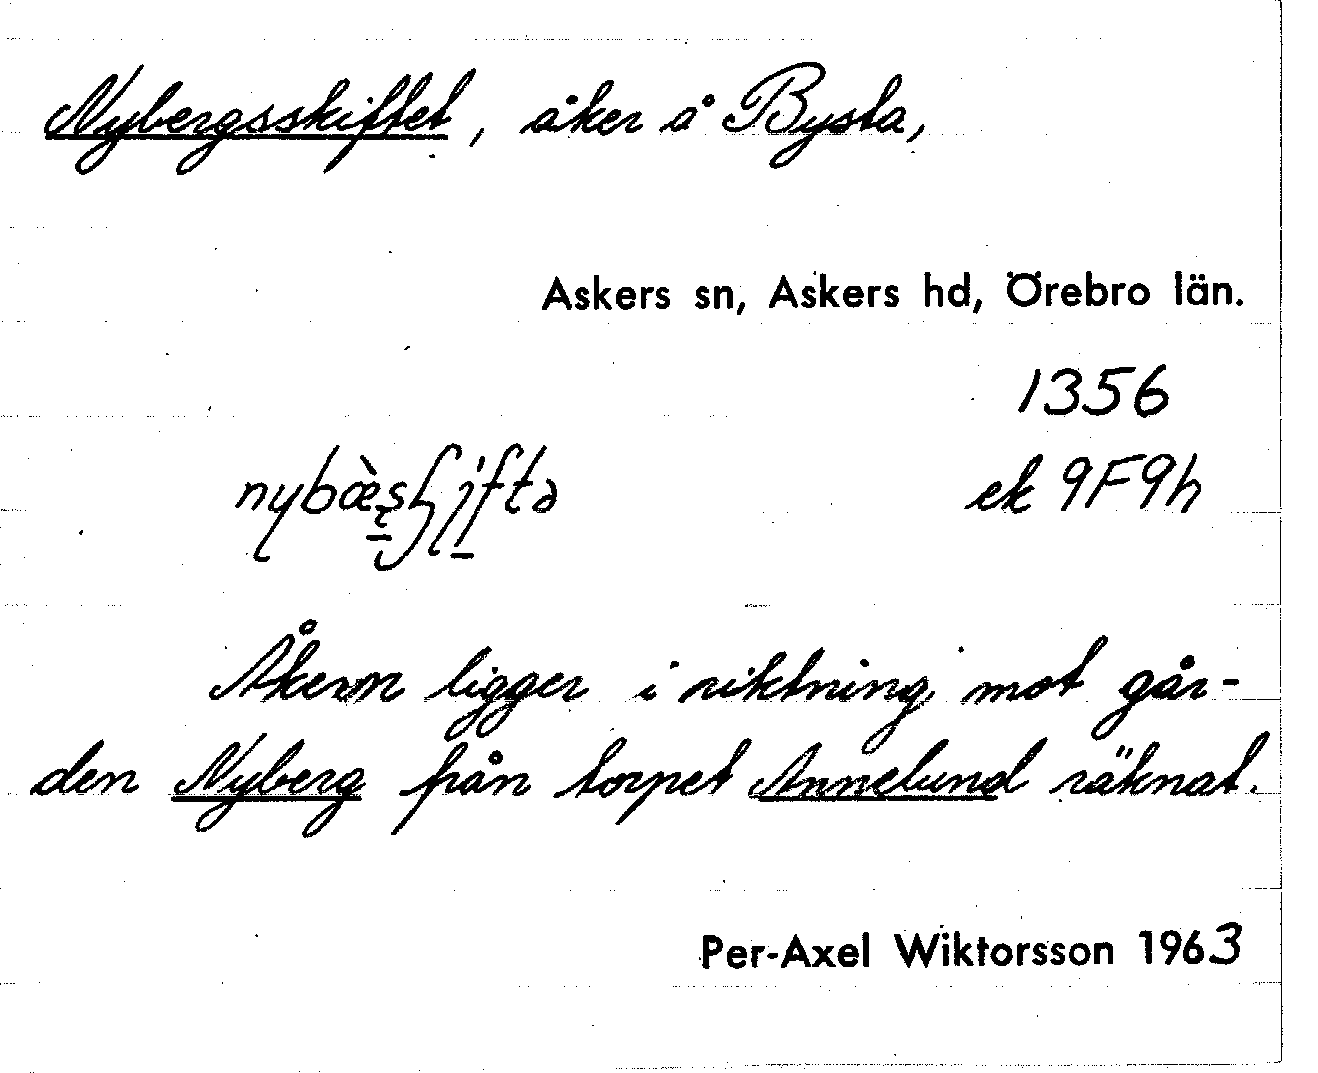 Nybergsskiftet, åker å Bysta,
Askers sn, Askers hd, Örebro län.
1356
ek 9F9h
Åkern ligger i riktning mot går-
den Nyberg från torpet Annelund räknat.
Per-Axel Wiktorsson 1963